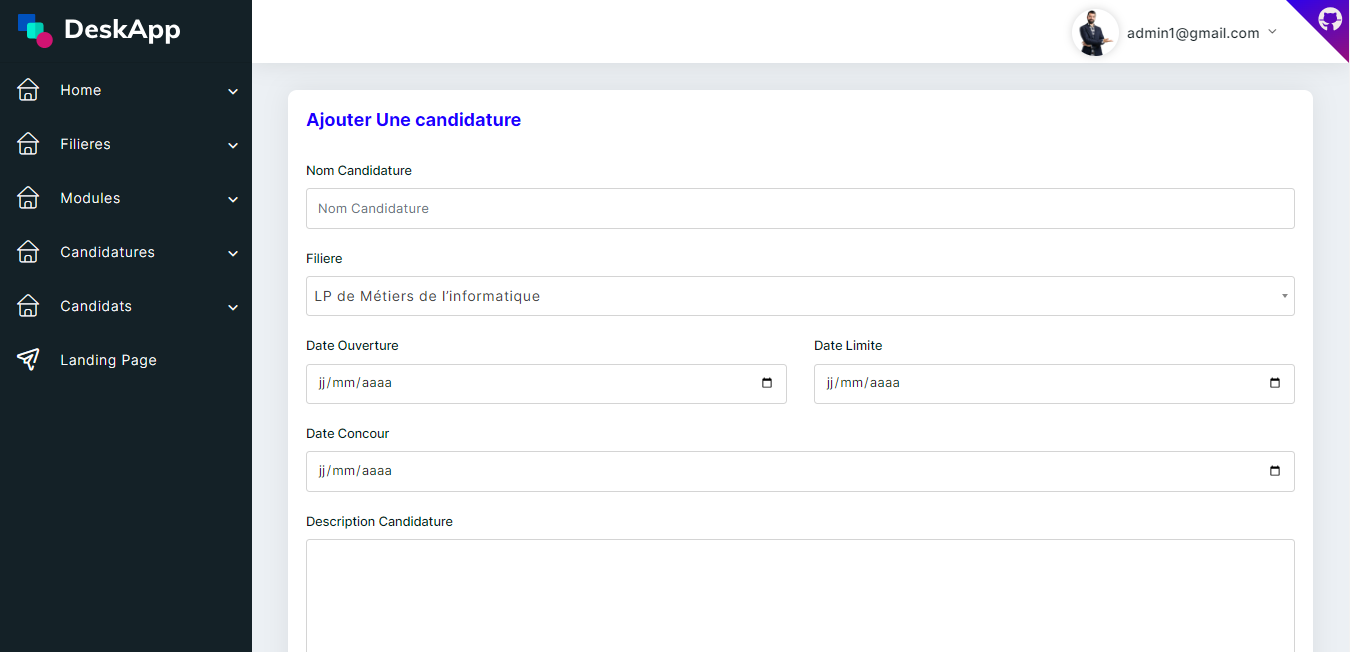 DeskApp
admin1@gmail.com
Home
Filieres
Modules
Candidatures
Candidats
Landing Page
Ajouter Une candidature
Nom Candidature
Nom Candidature
Filiere
LP de Métiers de l’informatique
Date Ouverture
Date Limite
jj/mm/aaaa
jj/mm/aaaa
Date Concour
jj/mm/aaaa
Description Candidature